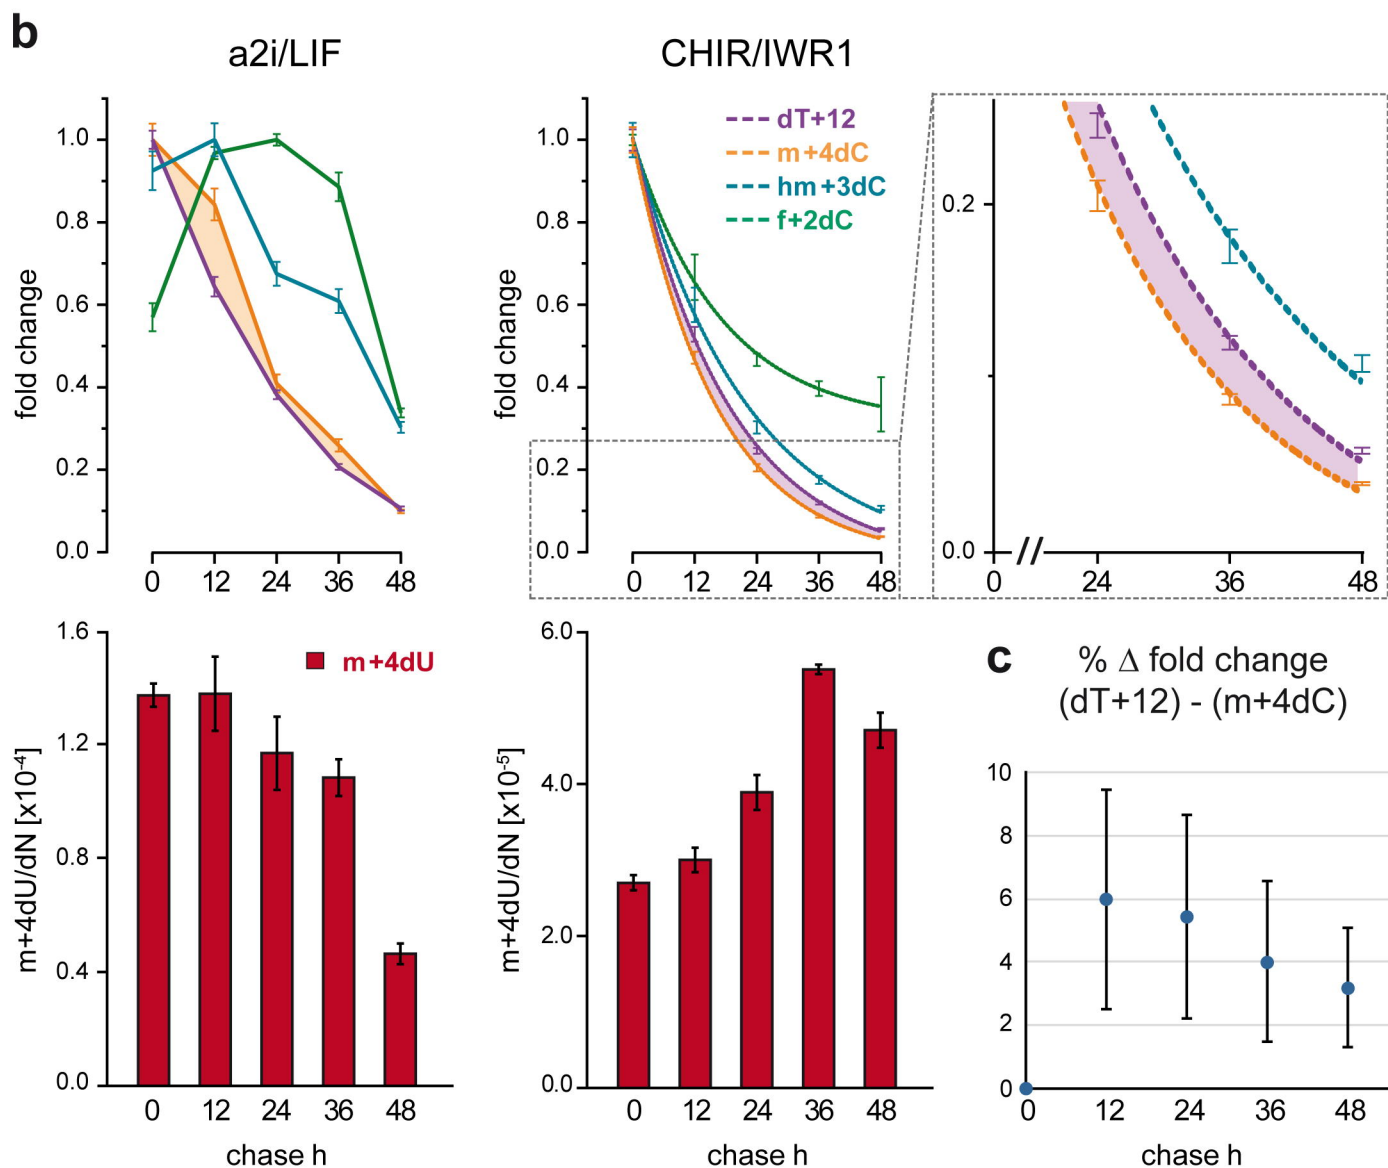 b
a2i/LIF
CHIR/IWR1
fold change
1.0
0.8
0.6
0.4
0.2
0.0
0 12 24 36 48
fold change
1.0
0.8
0.6
0.4
0.2
0.0
0 12 24 36 48
dT+12
m+4dC
hm+3dC
f+2dC
0.2
0.0
0 // 24 36 48
m+4dU/dN [x10-4]
1.6
1.2
0.8
0.4
0.0
m+4dU
0 12 24 36 48
chase h
m+4dU/dN [x10-5]
6.0
4.0
2.0
0.0
0 12 24 36 48
chase h
c
% Δ fold change
(dT+12) - (m+4dC)
10
8
6
4
2
0
0 12 24 36 48
chase h